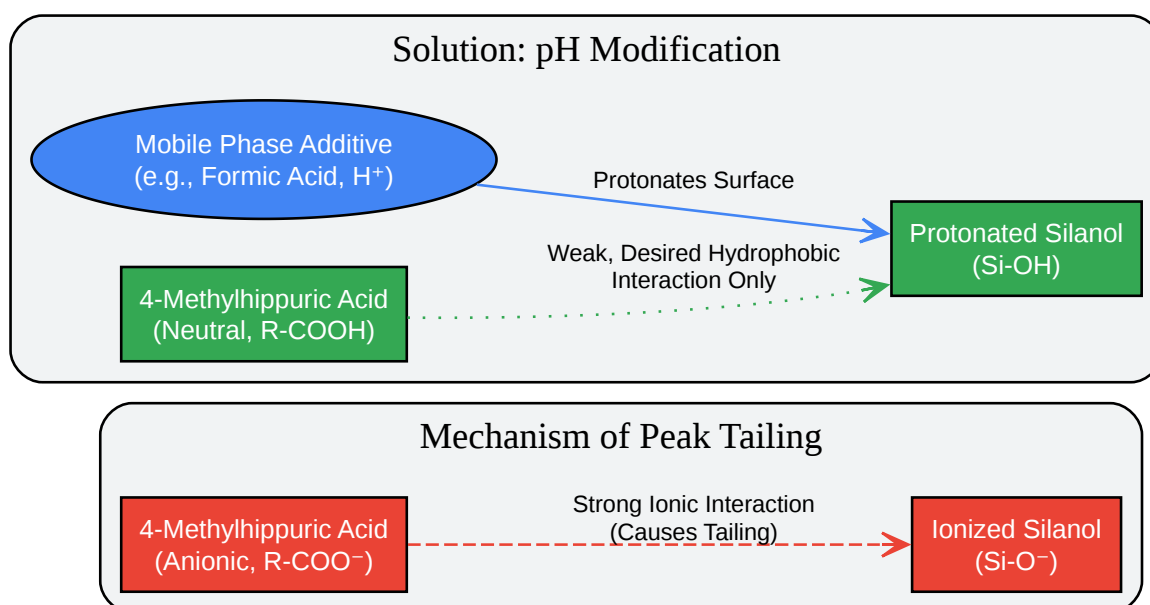 Solution: pH Modification
Mobile Phase Additive
(e.g., Formic Acid, H⁺)
Protonates Surface
Protonated Silanol
(Si-OH)
Weak, Desired Hydrophobic
Interaction Only
4-Methylhippuric Acid
(Neutral, R-COOH)
Mechanism of Peak Tailing
4-Methylhippuric Acid
(Anionic, R-COO⁻)
Strong Ionic Interaction
(Causes Tailing)
Ionized Silanol
(Si-O⁻)